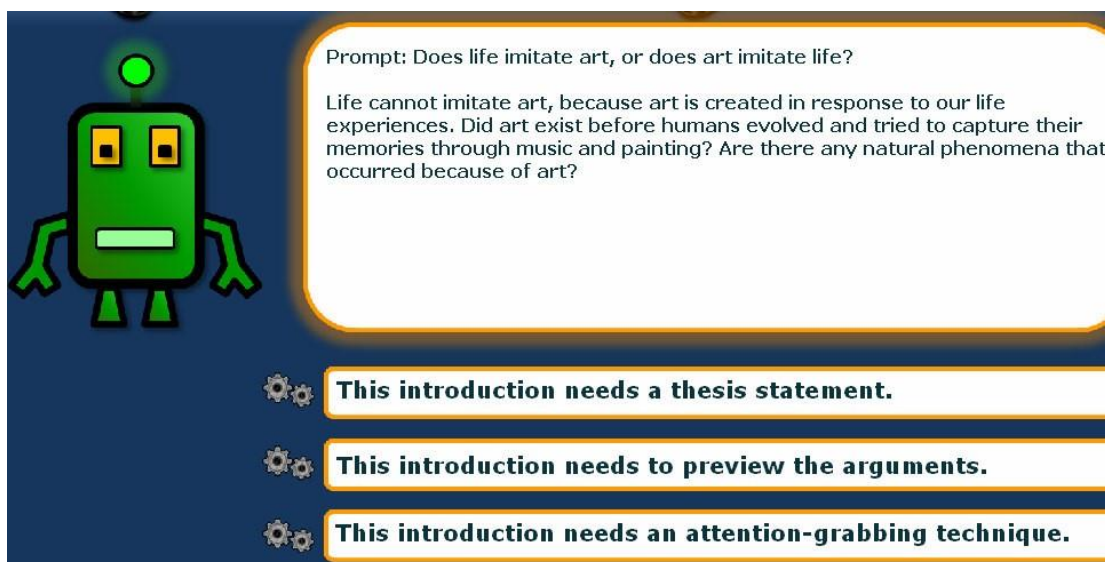 Prompt: Does life imitate art, or does art imitate life?
Life cannot imitate art, because art is created in response to our life
experiences. Did art exist before humans evolved and tried to capture their
memories through music and painting? Are there any natural phenomena that
occurred because of art?
This introduction needs a thesis statement.
This introduction needs to preview the arguments.
This introduction needs an attention-grabbing technique.